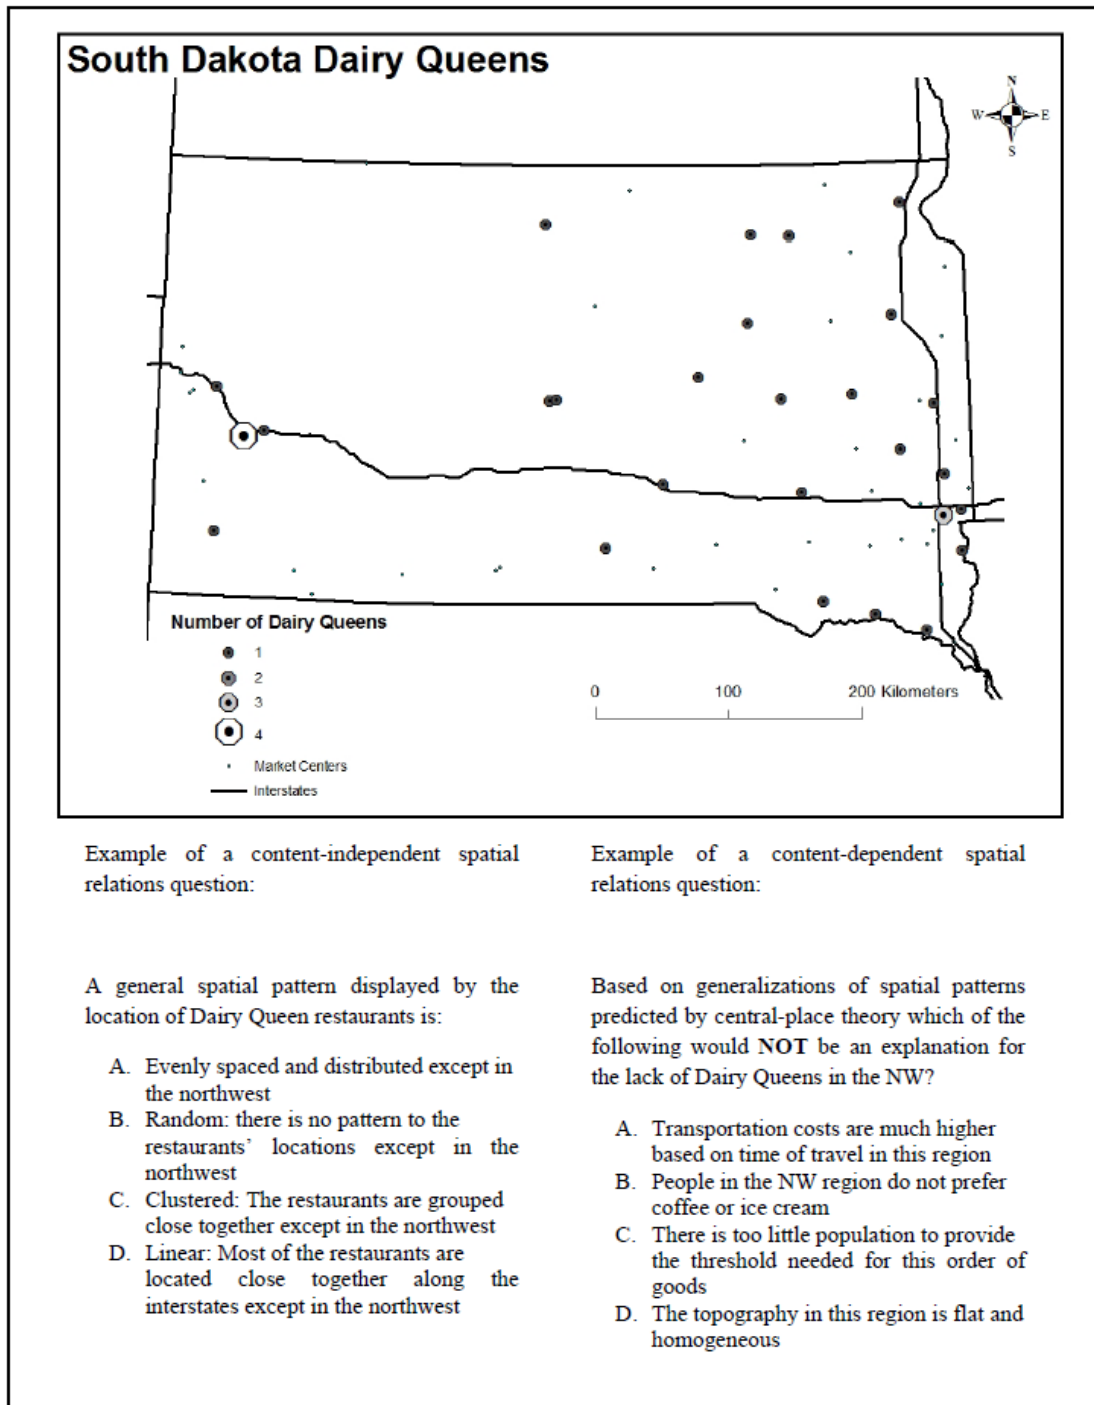 South Dakota Dairy Queens
N
W
E
S
Number of Dairy Queens
1
2
3
4
Market Centers
Interstates
0 100 200 Kilometers
Example of a content-independent spatial
relations question:
A general spatial pattern displayed by the
location of Dairy Queen restaurants is:
A. Evenly spaced and distributed except in
the northwest
B. Random: there is no pattern to the
restaurants’ locations except in the
northwest
C. Clustered: The restaurants are grouped
close together except in the northwest
D. Linear: Most of the restaurants are
located close together along the
interstates except in the northwest
Example of a content-dependent spatial
relations question:
Based on generalizations of spatial patterns
predicted by central-place theory which of the
following would NOT be an explanation for
the lack of Dairy Queens in the NW?
A. Transportation costs are much higher
based on time of travel in this region
B. People in the NW region do not prefer
coffee or ice cream
C. There is too little population to provide
the threshold needed for this order of
goods
D. The topography in this region is flat and
homogeneous